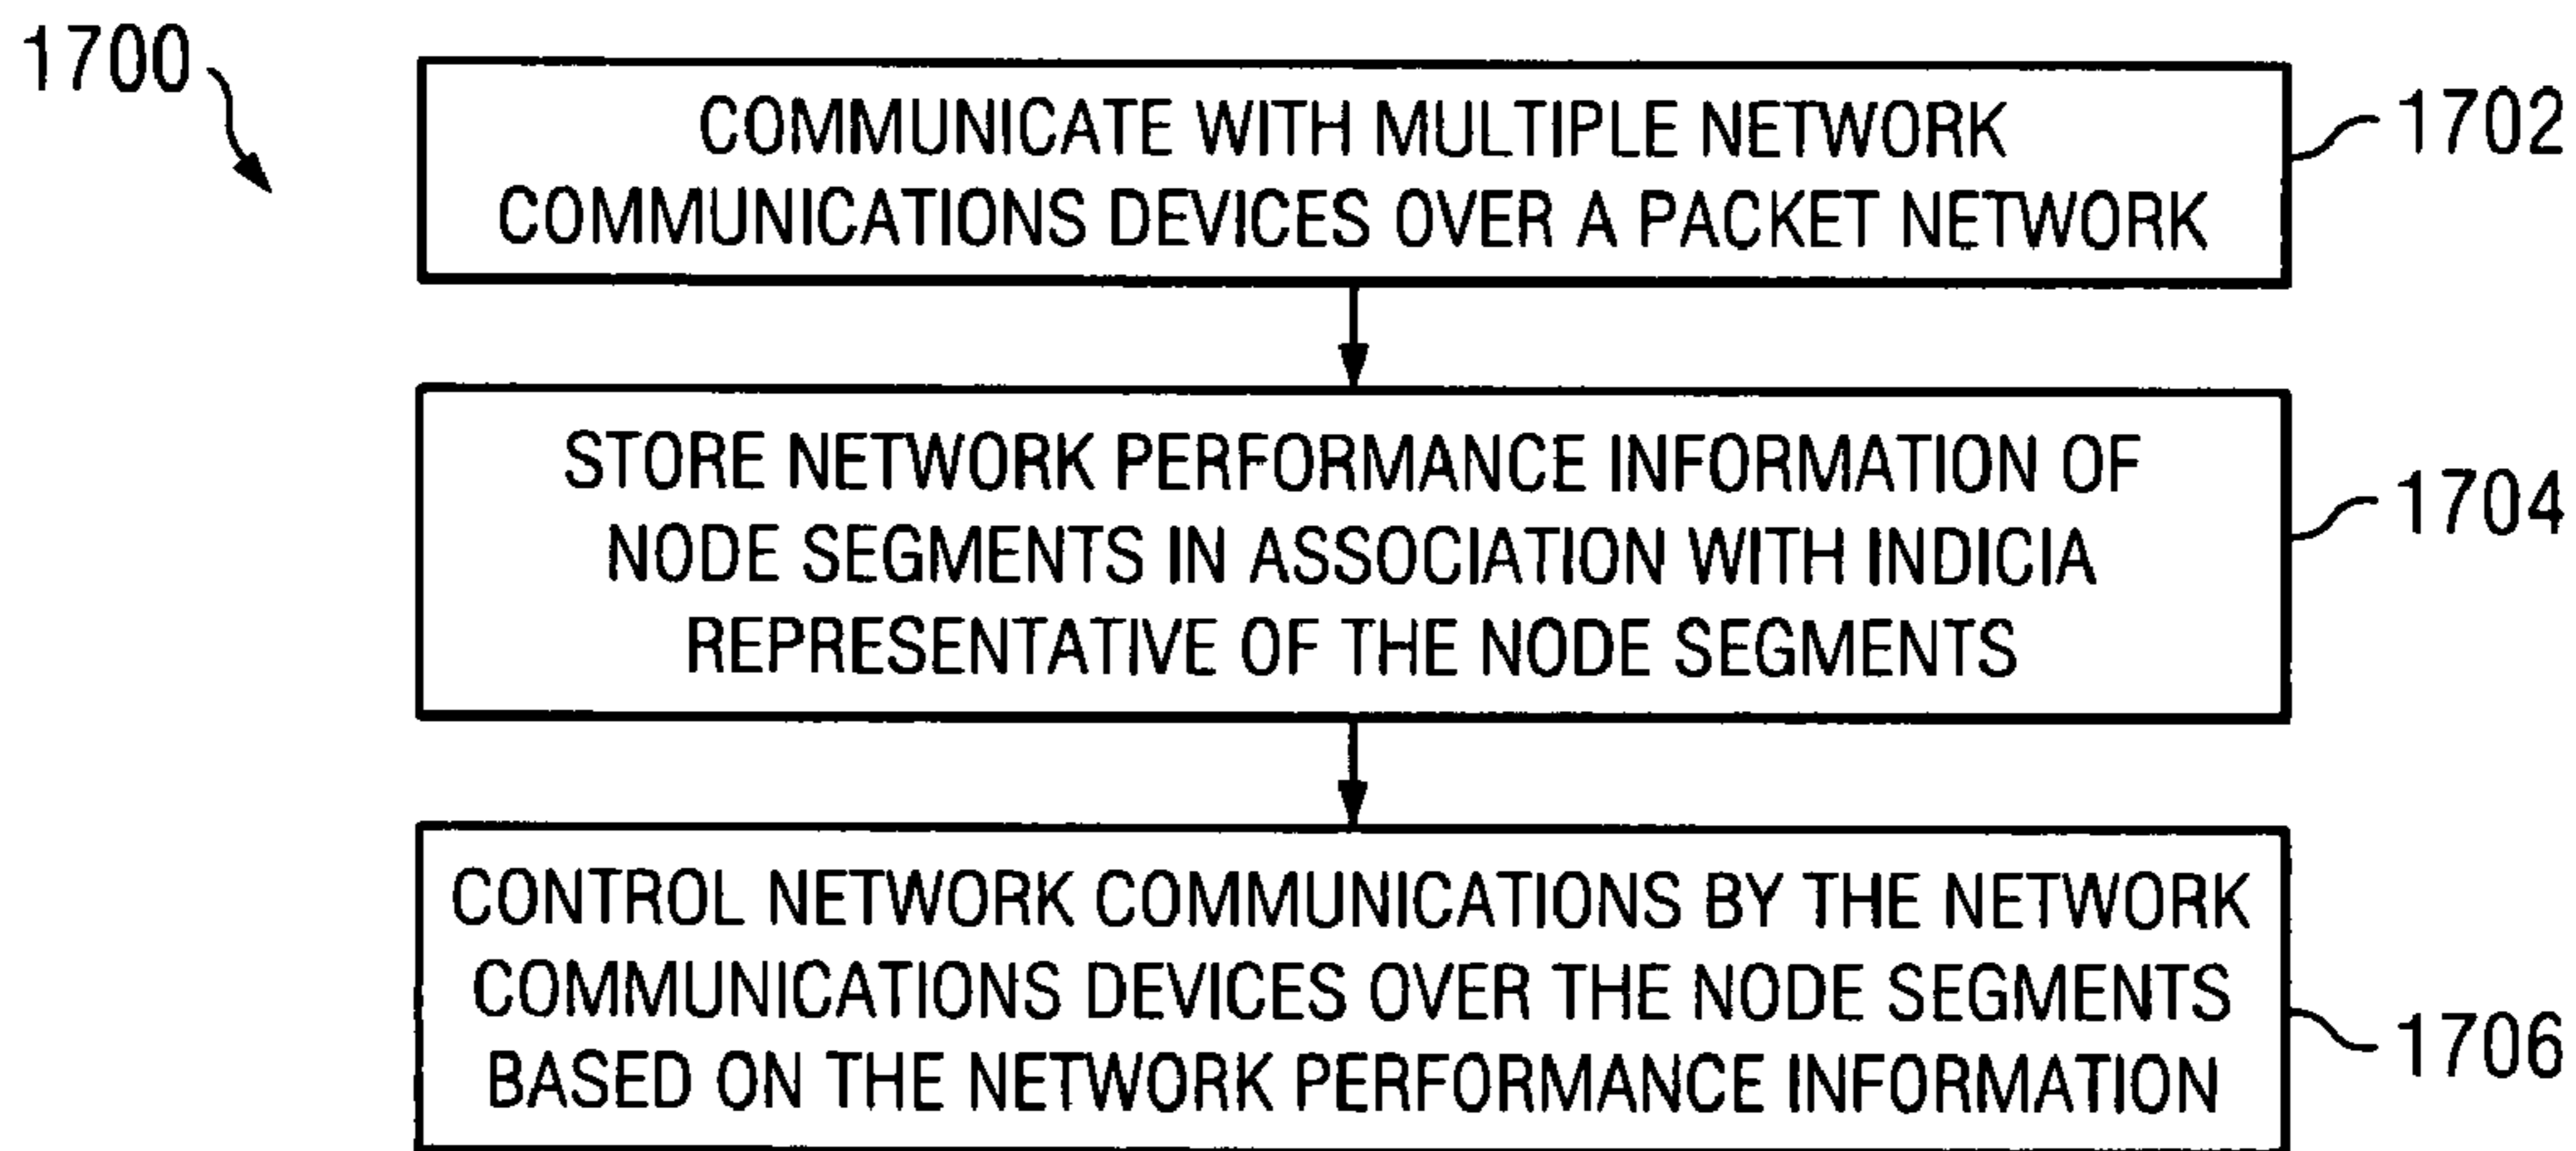 1700
COMMUNICATE WITH MULTIPLE NETWORK
COMMUNICATIONS DEVICES OVER A PACKET NETWORK
1702
STORE NETWORK PERFORMANCE INFORMATION OF
NODE SEGMENTS IN ASSOCIATION WITH INDICIA
REPRESENTATIVE OF THE NODE SEGMENTS
1704
CONTROL NETWORK COMMUNICATIONS BY THE NETWORK
COMMUNICATIONS DEVICES OVER THE NODE SEGMENTS
BASED ON THE NETWORK PERFORMANCE INFORMATION
1706